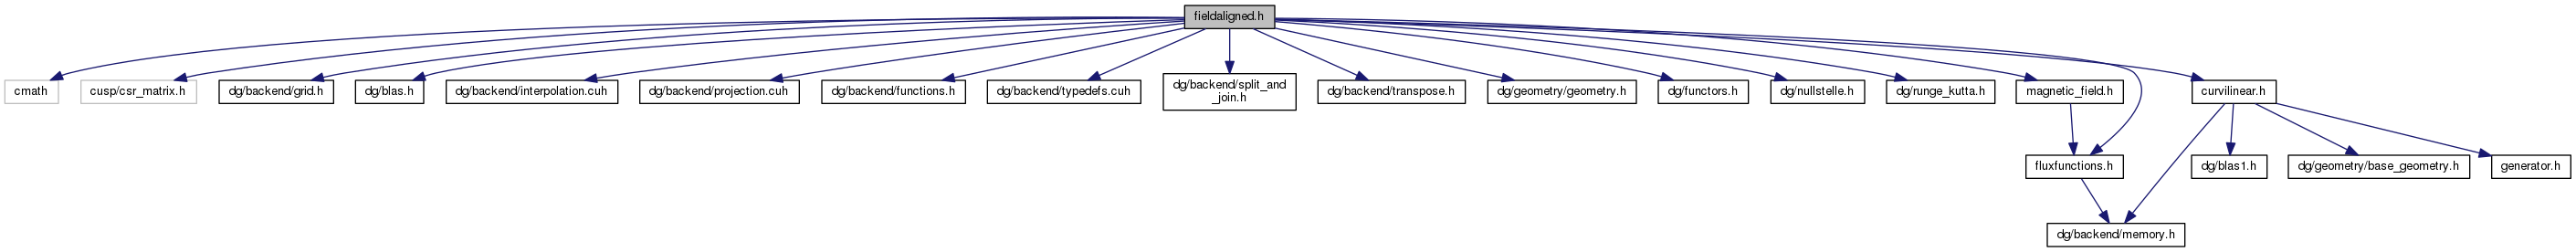 fieldaligned.h
cmath
cusp/csr_matrix.h
dg/backend/grid.h
dg/blas.h
dg/backend/interpolation.cuh
dg/backend/projection.cuh
dg/backend/functions.h
dg/backend/typedefs.cuh
dg/backend/split_and
_join.h
dg/backend/transpose.h
dg/geometry/geometry.h
dg/functors.h
dg/nullstelle.h
dg/runge_kutta.h
magnetic_field.h
curvilinear.h
fluxfunctions.h
dg/blas1.h
dg/geometry/base_geometry.h
generator.h
dg/backend/memory.h